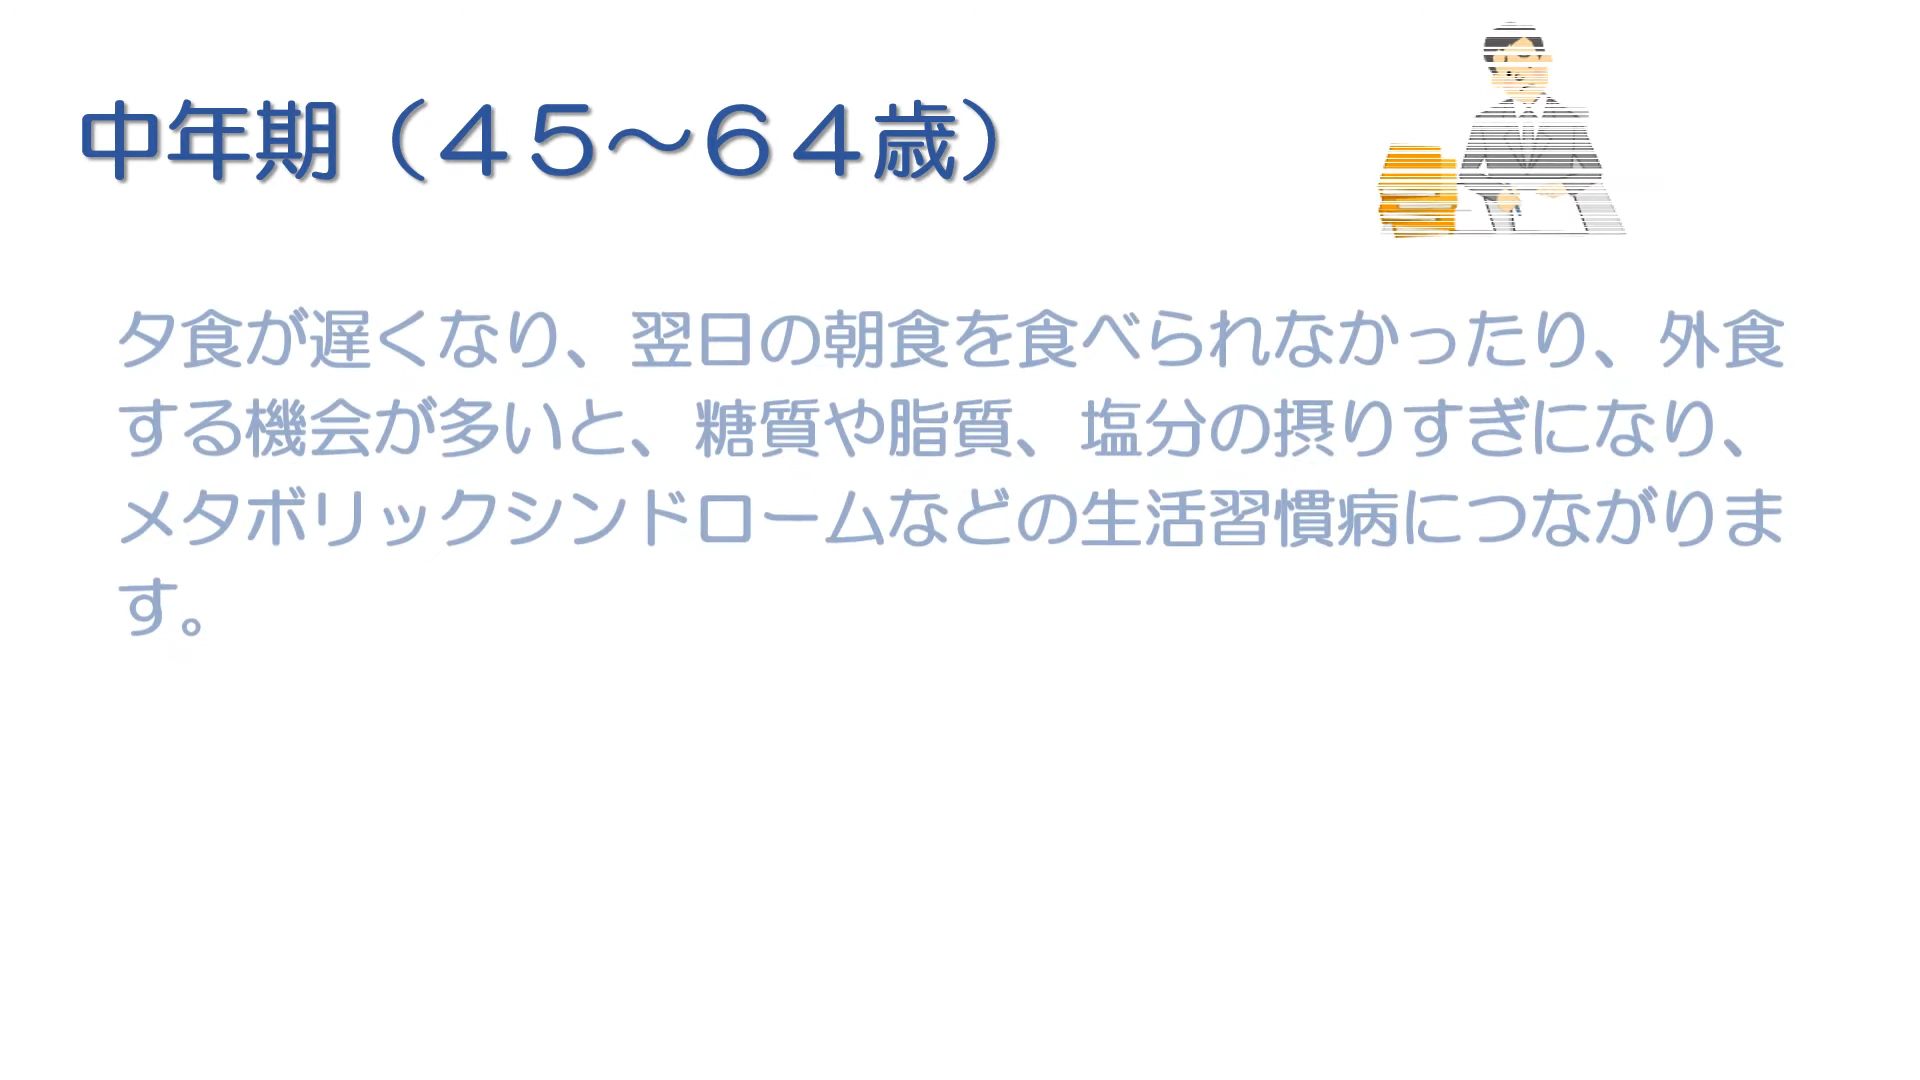 中年期（４５～６４歳）
夕食が遅くなり、翌日の朝食を食べられなかったり、外食
する機会が多いと、糖質や脂質、塩分の摂りすぎになり、
メタボリックシンドロームなどの生活習慣病につながりま
す。